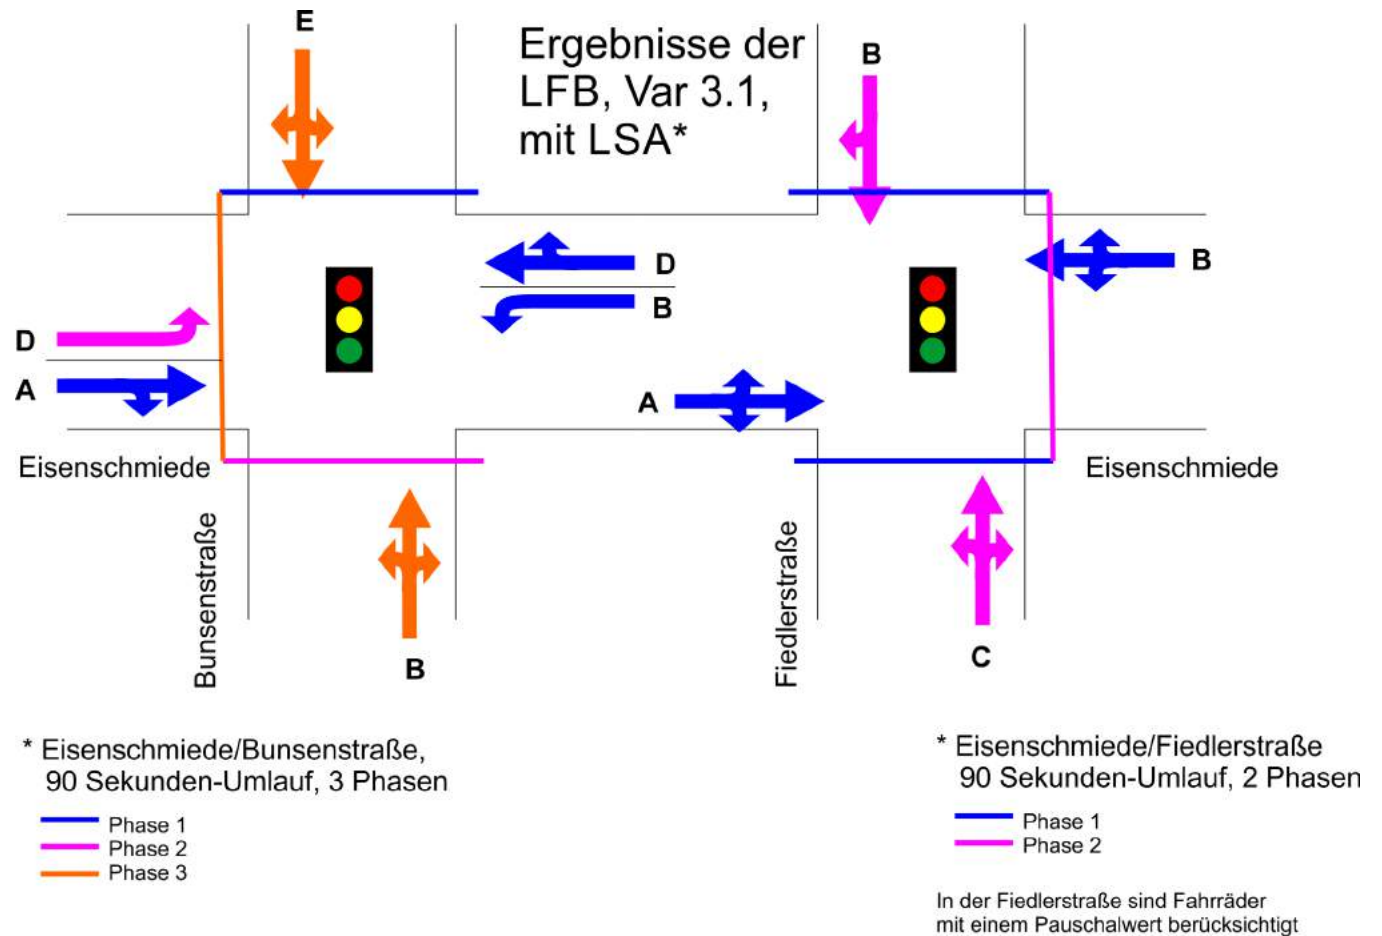 E
Ergebnisse der
LFB, Var 3.1,
mit LSA*
B
D
B
B
D
A
A
Eisenschmiede
Eisenschmiede
Bunsenstraße
Fiedlerstraße
B
C
* Eisenschmiede/Bunsenstraße,
90 Sekunden-Umlauf, 3 Phasen
Phase 1
Phase 2
Phase 3
* Eisenschmiede/Fiedlerstraße
90 Sekunden-Umlauf, 2 Phasen
Phase 1
Phase 2
In der Fiedlerstraße sind Fahrräder
mit einem Pauschalwert berücksichtigt